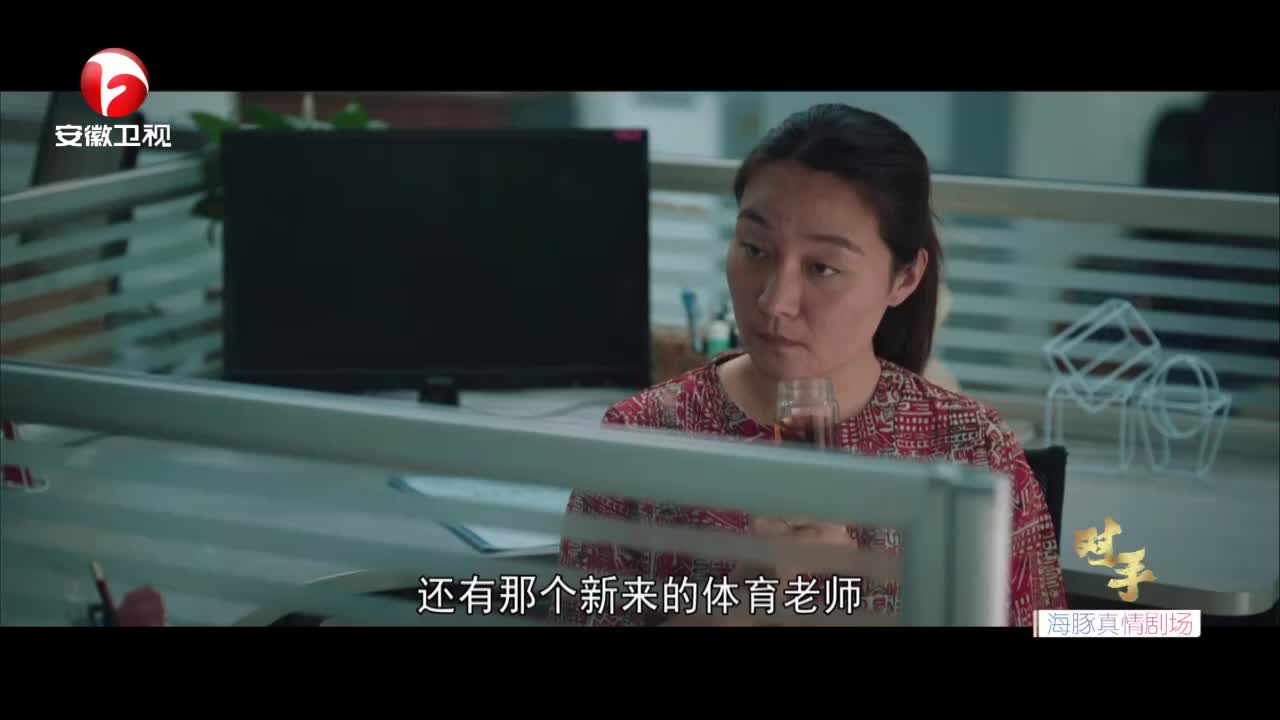 安徽卫视
还有那个新来的体育老师
对手
海豚真情剧场